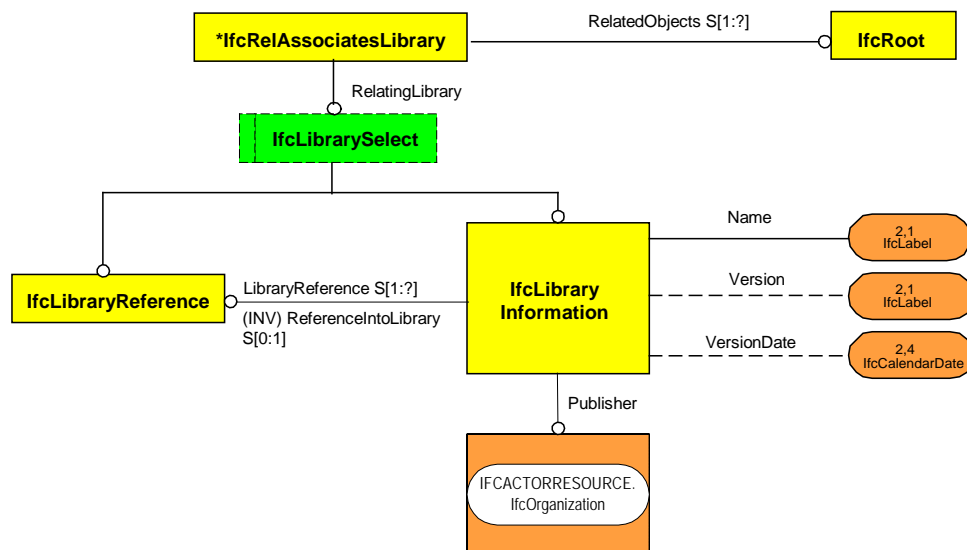 RelatedObjects S[1:?]
*IfcRelAssociatesLibrary
IfcRoot
RelatingLibrary
IfcLibrarySelect
Name
2,1
IfcLabel
IfcLibraryReference
LibraryReference S[1:?]
(INV) ReferenceIntoLibrary
S[0:1]
IfcLibrary
Information
Version
2,1
IfcLabel
VersionDate
2,4
IfcCalendarDate
Publisher
IFCACTORRESOURCE.
IfcOrganization